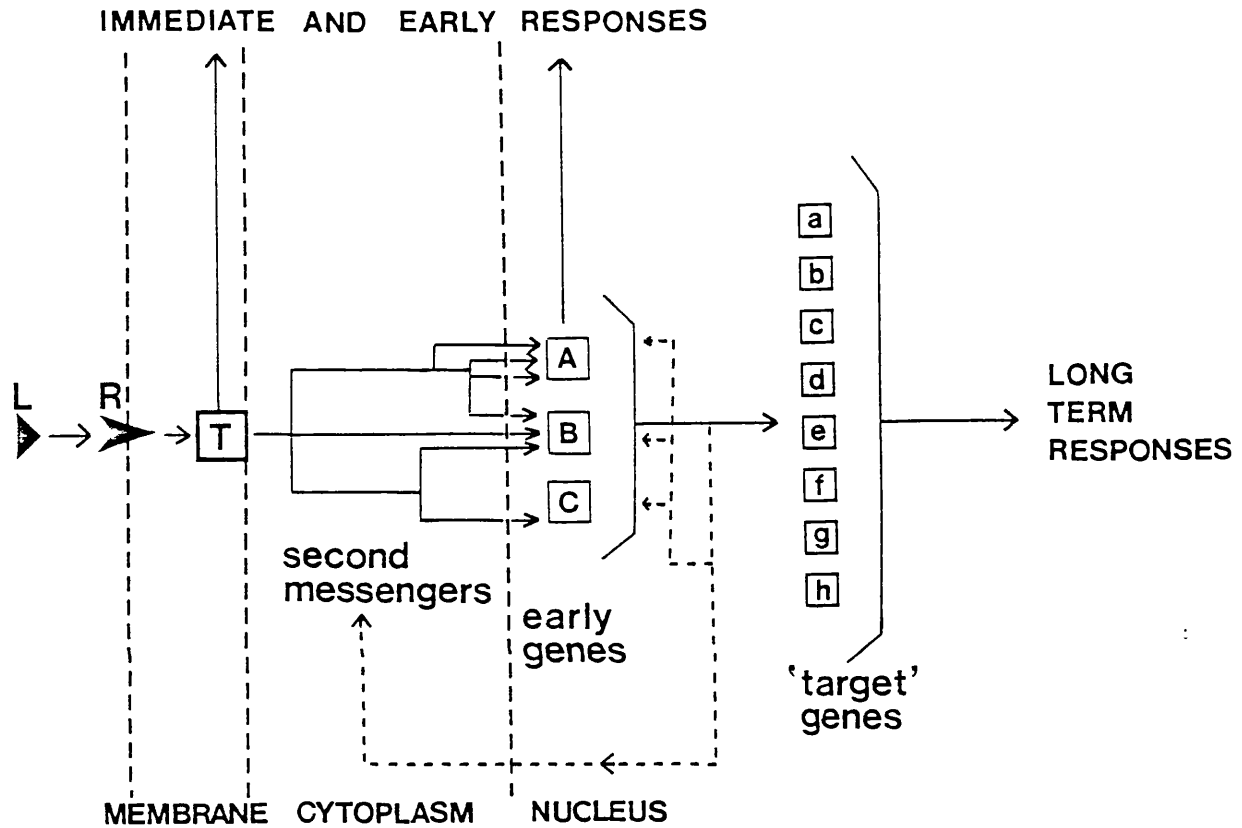 IMMEDIATE AND EARLY RESPONSES
L
R
T
A
B
C
second
messengers
early
genes
a
b
c
d
e
f
g
h
'target'
genes
LONG
TERM
RESPONSES
MEMBRANE CYTOPLASM NUCLEUS